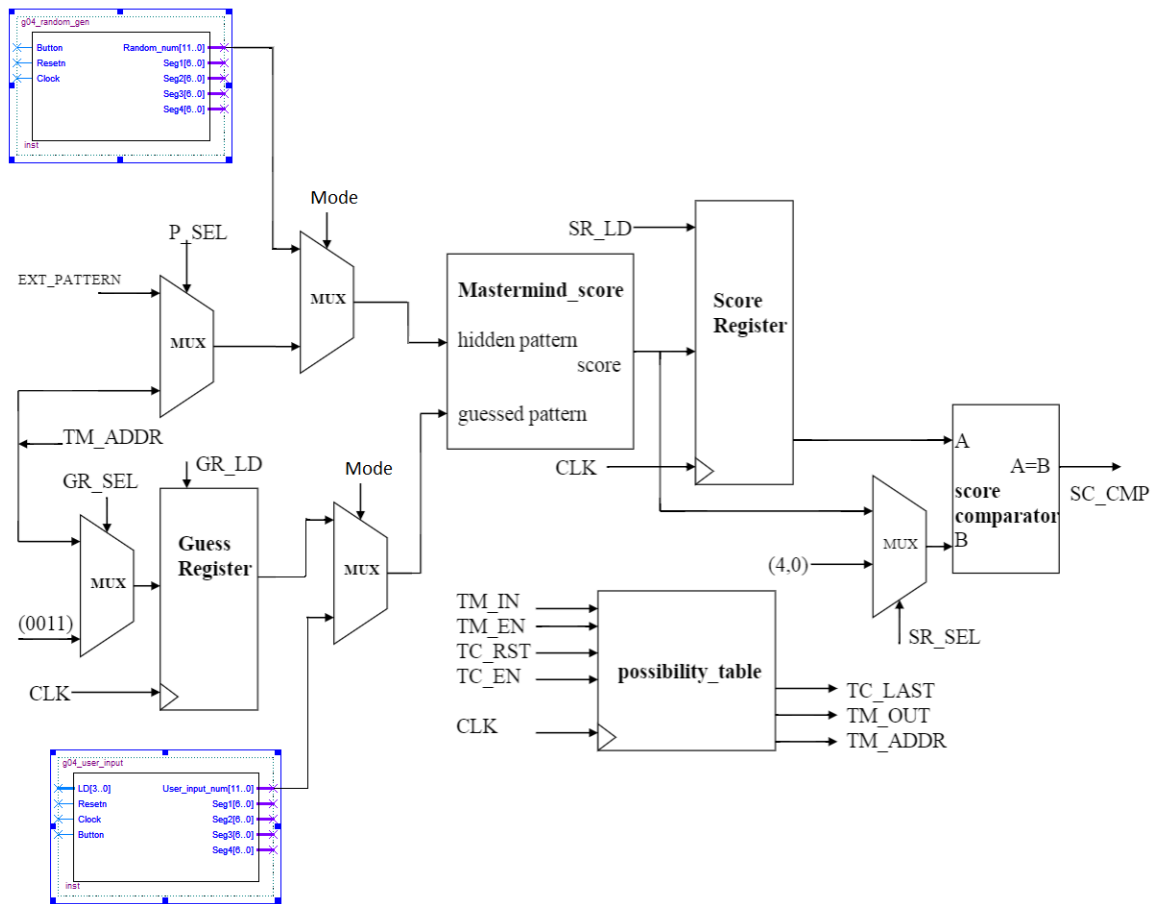 g04_random_gen
Button
Random_num[11..0]
Resetn
Seg1[6..0]
Clock
Seg2[6..0]
Seg3[6..0]
Seg4[6..0]
inst
Mode
P_SEL
EXT_PATTERN
MUX
MUX
TM_ADDR
SR_LD
Mastermind_score
hidden pattern
score
guessed pattern
Score
Register
CLK
GR_SEL
GR_LD
Mode
Guess
Register
MUX
MUX
(0011)
CLK
A
A=B
score
comparator
B
SC_CMP
MUX
(4,0)
SR_SEL
TM_IN
TM_EN
TC_RST
TC_EN
CLK
possibility_table
TC_LAST
TM_OUT
TM_ADDR
g04_user_input
LD[3..0]
User_input_num[11..0]
Resetn
Seg1[6..0]
Clock
Seg2[6..0]
Button
Seg3[6..0]
Seg4[6..0]
inst